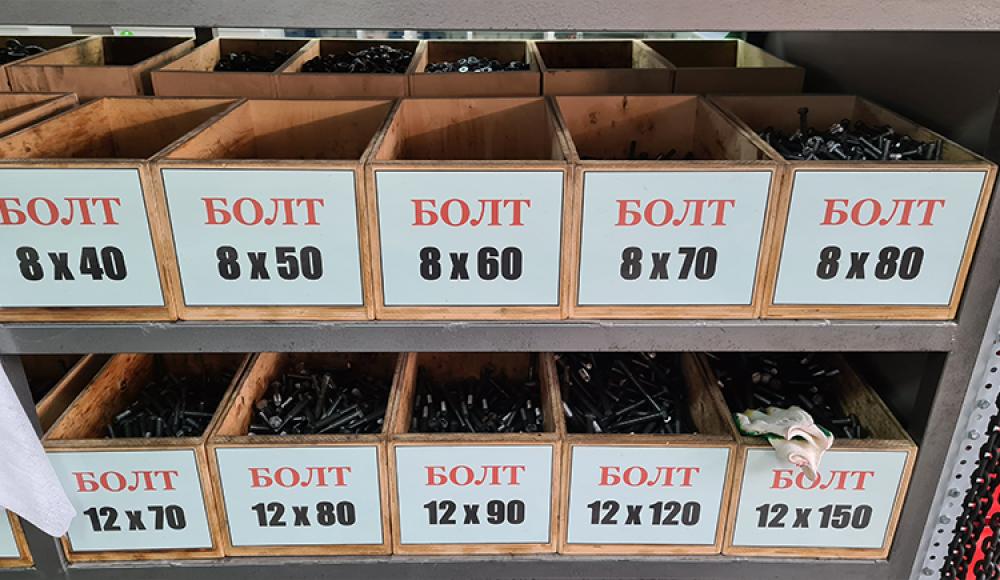 БОЛТ
8 x 40
БОЛТ
8 x 50
БОЛТ
8 x 60
БОЛТ
8 x 70
БОЛТ
8 x 80
БОЛТ
12 x 70
БОЛТ
12 x 80
БОЛТ
12 x 90
БОЛТ
12 x 120
БОЛТ
12 x 150